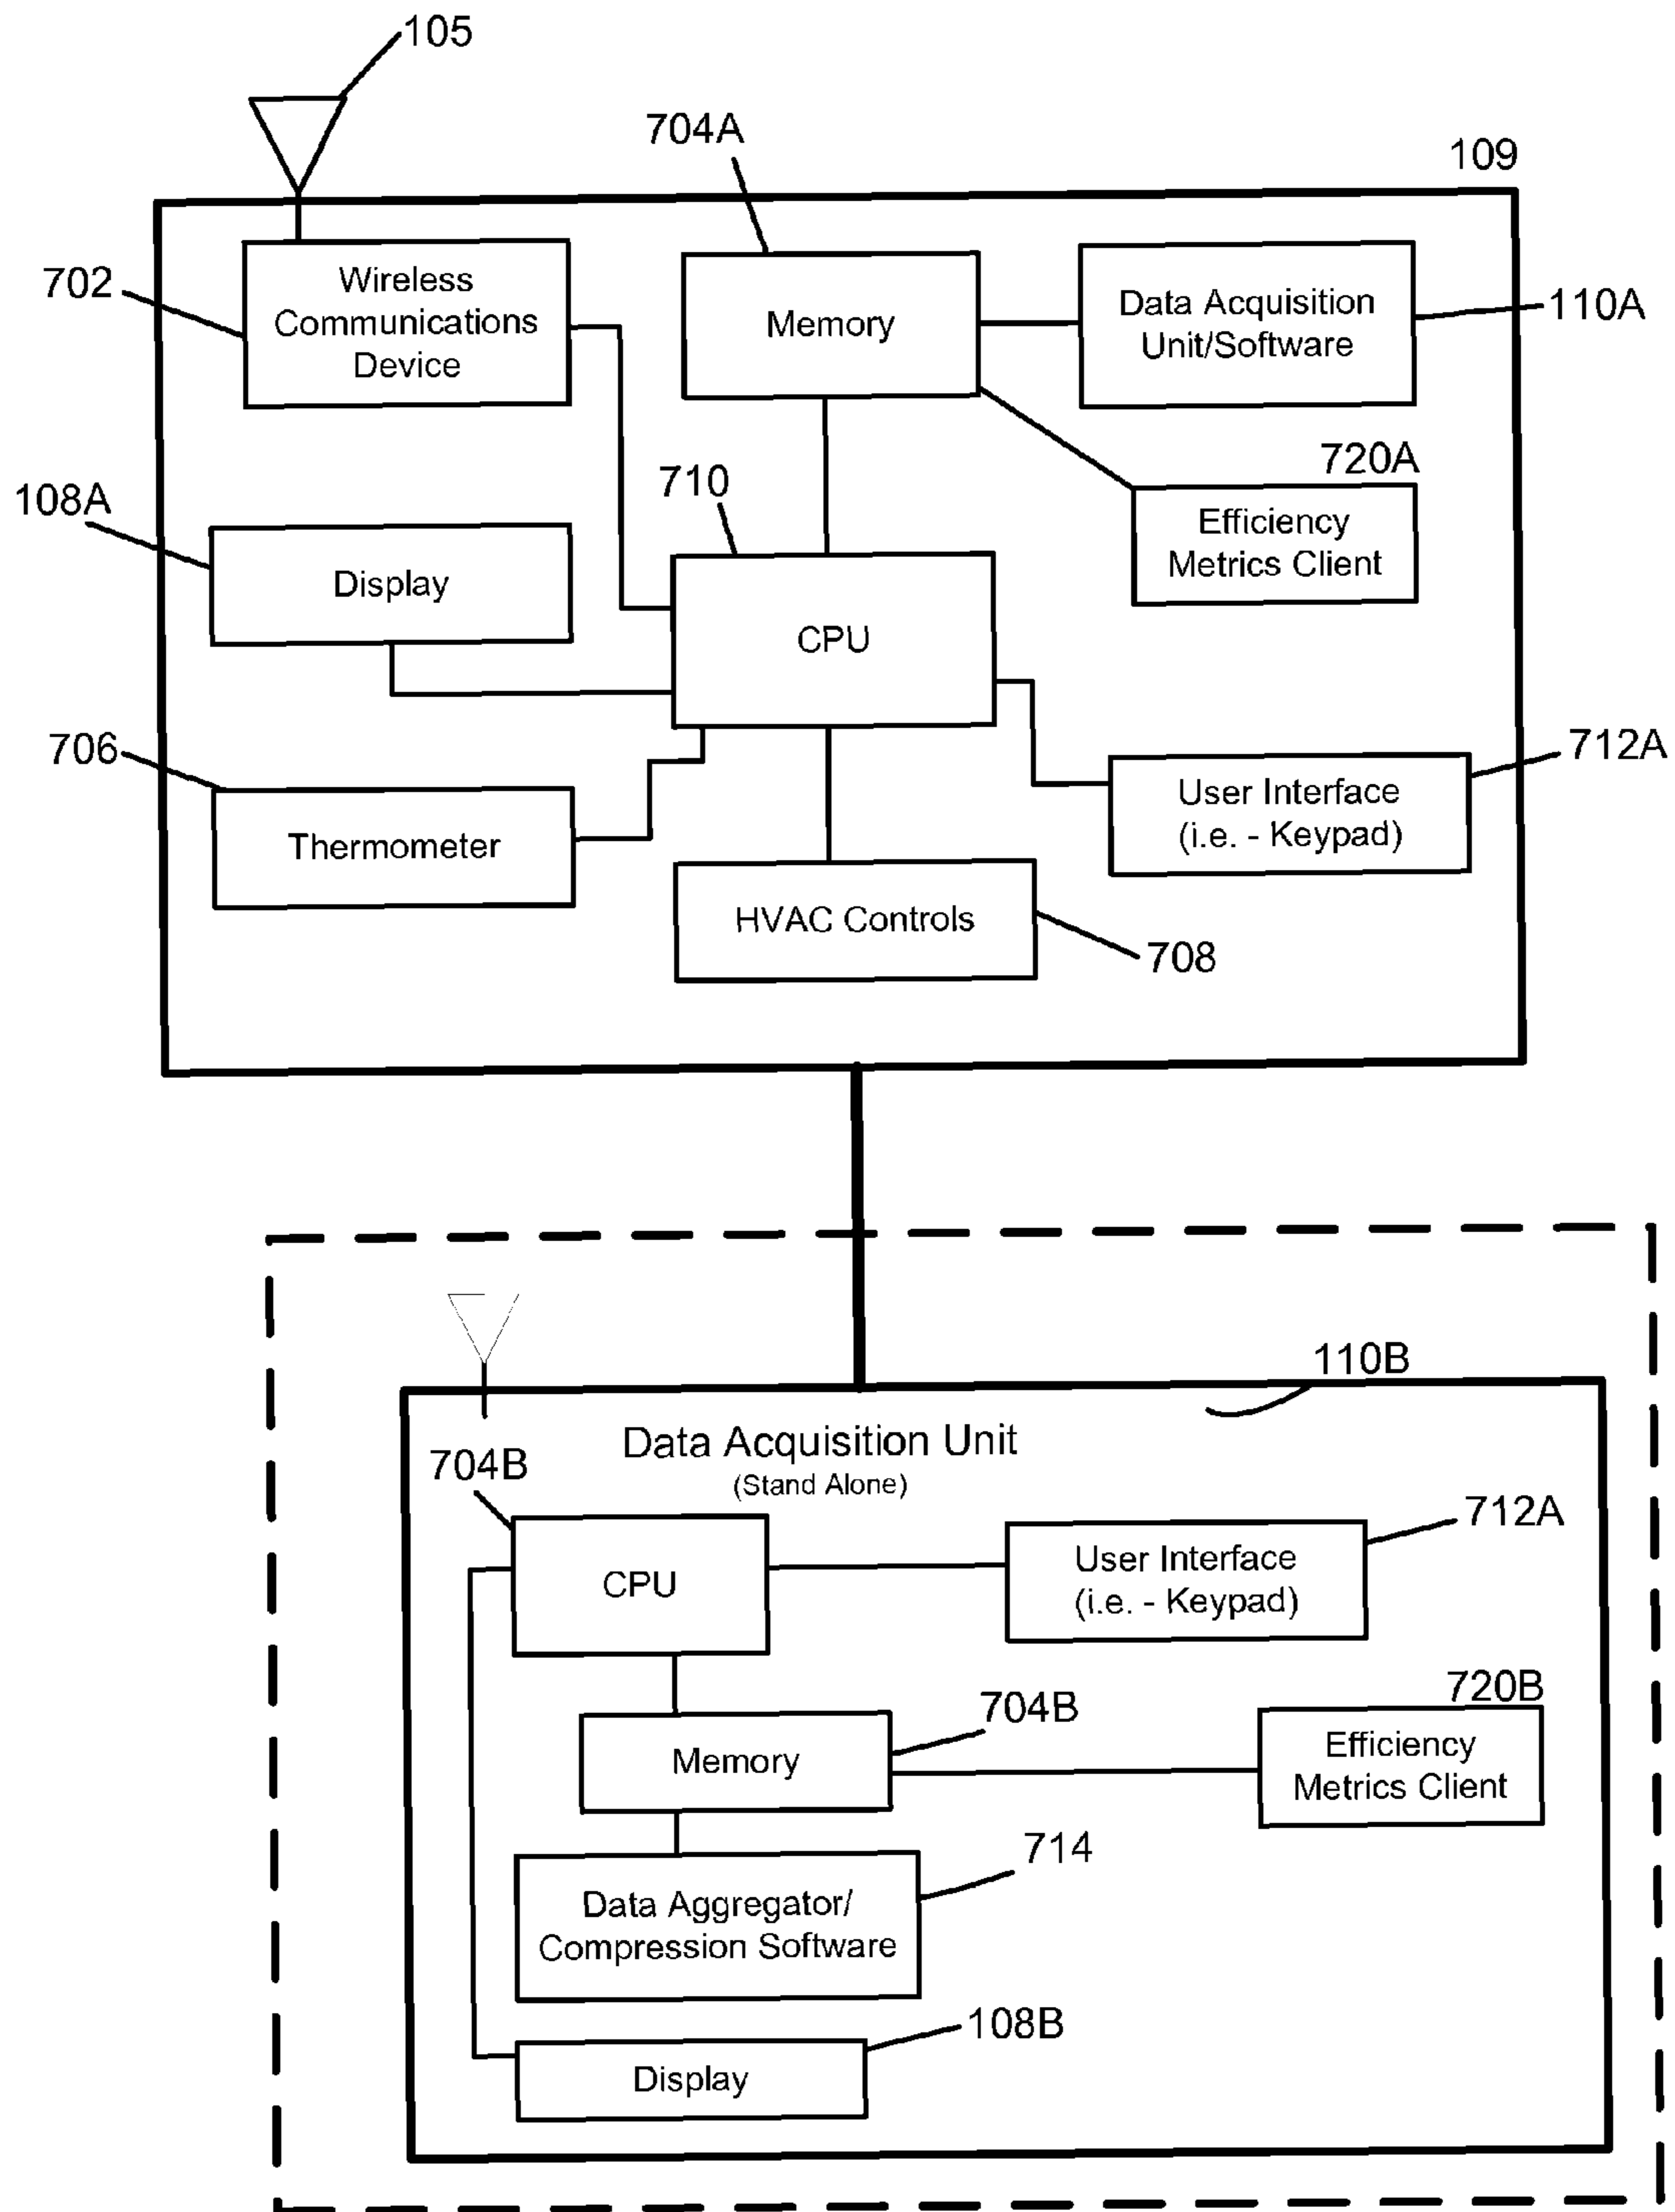 105
704A
109
702
Wireless
Communications
Device
Memory
Data Acquisition
Unit/Software
110A
720A
Efficiency
Metrics Client
108A
Display
710
CPU
706
Thermometer
712A
User Interface
(i.e. - Keypad)
HVAC Controls
708
110B
Data Acquisition Unit
(Stand Alone)
704B
CPU
712A
User Interface
(i.e. - Keypad)
704B
Memory
720B
Efficiency
Metrics Client
714
Data Aggregator/
Compression Software
108B
Display